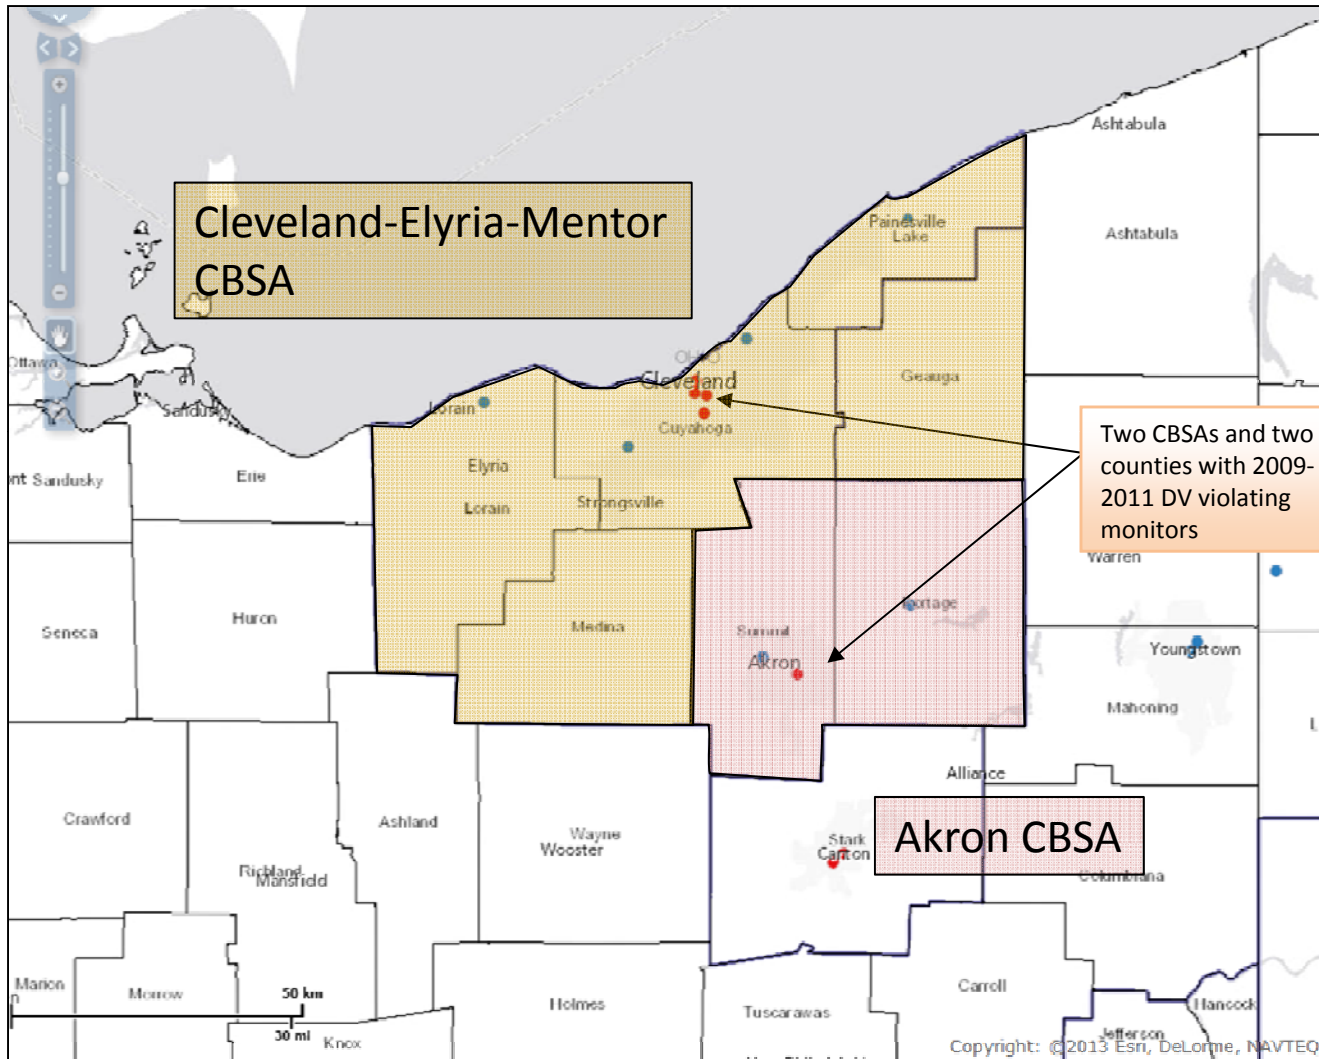 Ashtabula
Cleveland-Elyria-Mentor
CBSA
Painesville
Lake
Ashtabula
Ottawa
OHIO
Cleveland
Geauga
Sandusky
Lorain
Cuyahoga
Two CBSAs and two
counties with 2009-
2011 DV violating
monitors
Elyria
nt Sandusky
Erie
Lorain
Strongsville
Warren
Huron
Portage
Seneca
Medina
Summit
Youngstown
Akron
Mahoning
L
Alliance
Crawford
Ashland
Wayne
Wooster
Stark
Canton
Akron CBSA
Richland
Mansfield
Columbiana
Marion
n
Morrow
50 km
Holmes
Carroll
Hancock
Tuscarawas
30 mi
Knox
Jefferson
Copyright: ©2013 Esri, DeLorme, NAVTEQ